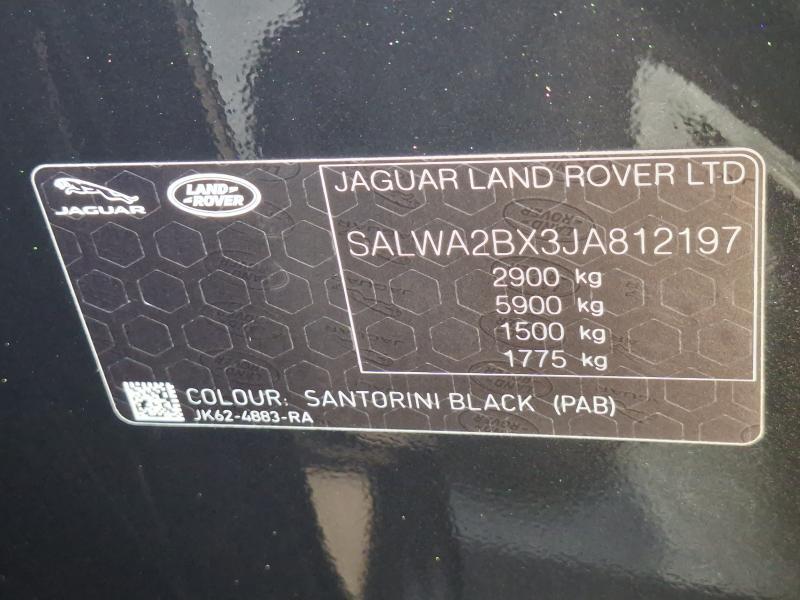 JAGUAR
LAND ROVER
JAGUAR LAND ROVER LTD
SALWA2BX3JA812197
2900 kg
5900 kg
1500 kg
1775 kg
COLOUR: SANTORINI BLACK (PAB)
JK62-4883-RA